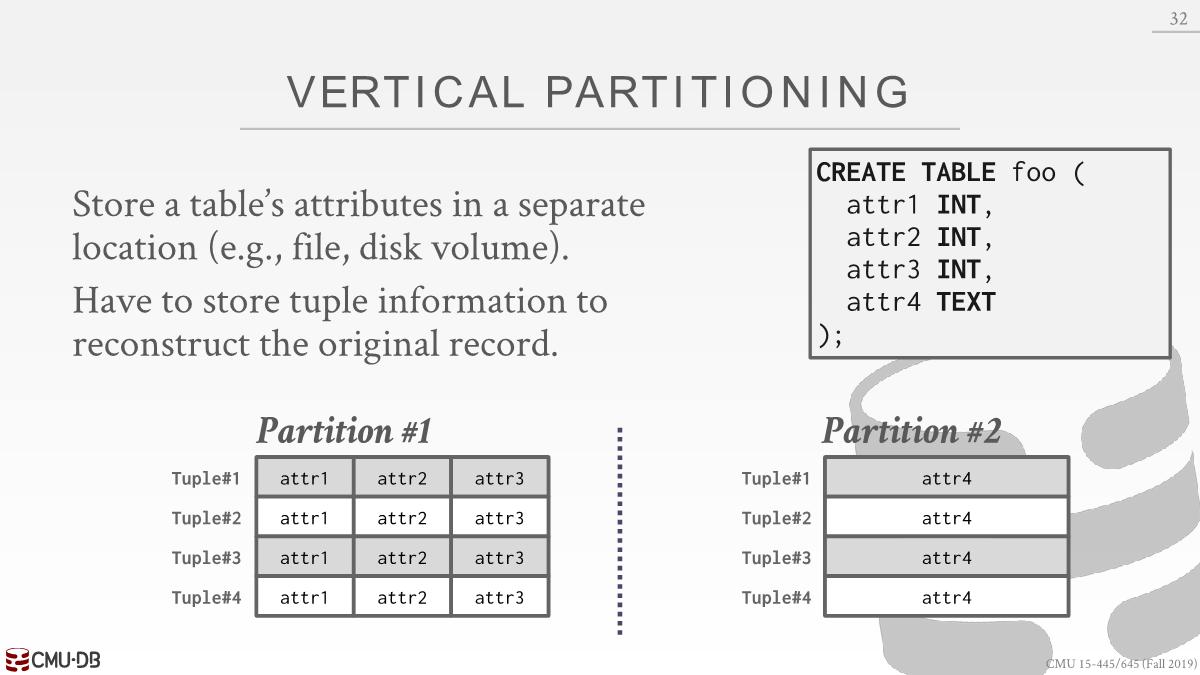 32
VERTICAL PARTITIONING
Store a table’s attributes in a separate
location (e.g., file, disk volume).
Have to store tuple information to
reconstruct the original record.
CREATE TABLE foo (
  attr1 INT,
  attr2 INT,
  attr3 INT,
  attr4 TEXT
);
Partition #1
Tuple#1 attr1 attr2 attr3
Tuple#2 attr1 attr2 attr3
Tuple#3 attr1 attr2 attr3
Tuple#4 attr1 attr2 attr3
Partition #2
Tuple#1 attr4
Tuple#2 attr4
Tuple#3 attr4
Tuple#4 attr4
CMU·DB
CMU 15-445/645 (Fall 2019)